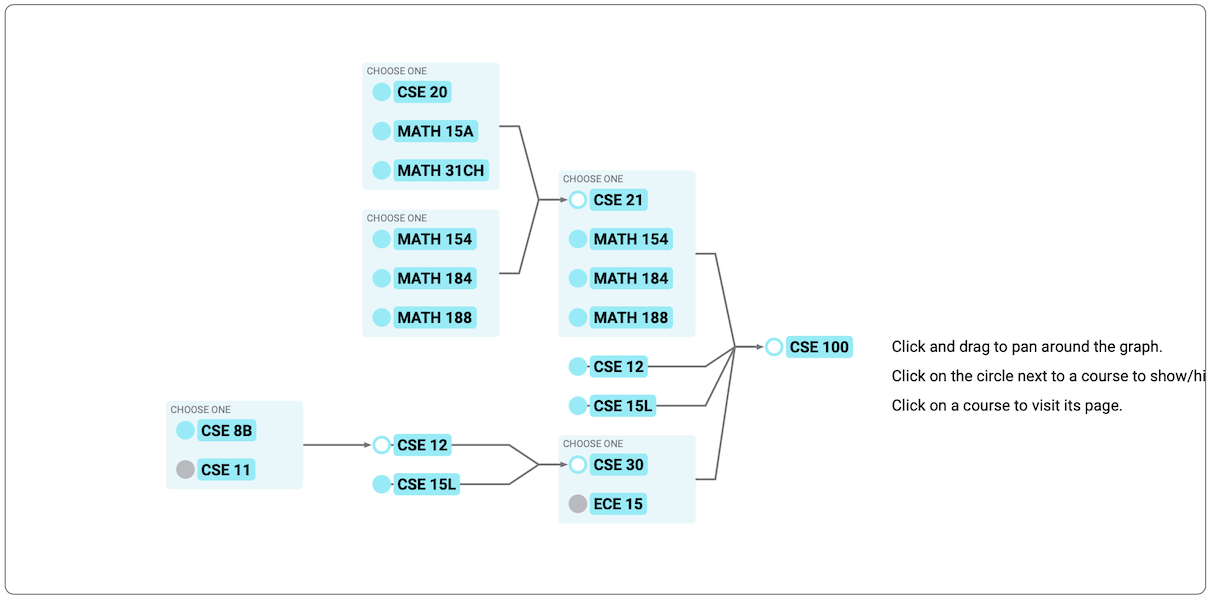 CHOOSE ONE
CSE 20
MATH 15A
MATH 31CH
CHOOSE ONE
MATH 154
MATH 184
MATH 188
CHOOSE ONE
CSE 21
MATH 154
MATH 184
MATH 188
CSE 12
CSE 15L
CHOOSE ONE
CSE 8B
CSE 11
CSE 12
CSE 15L
CHOOSE ONE
CSE 30
ECE 15
CSE 100
Click and drag to pan around the graph.
Click on the circle next to a course to show/hi
Click on a course to visit its page.